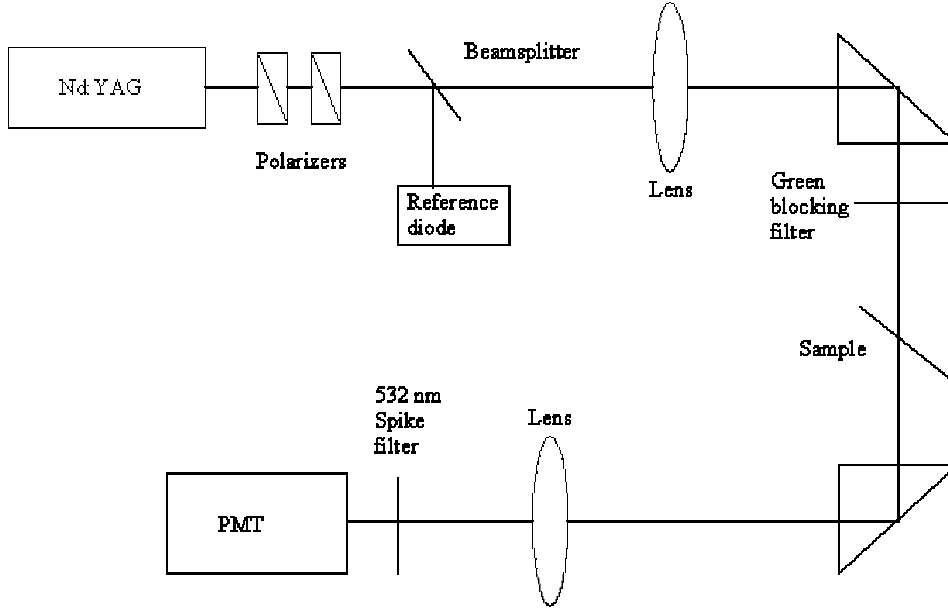 Nd YAG
Polarizers
Beamsplitter
Reference
diode
Lens
Green
blocking
filter
Sample
532 nm
Spike
filter
Lens
PMT